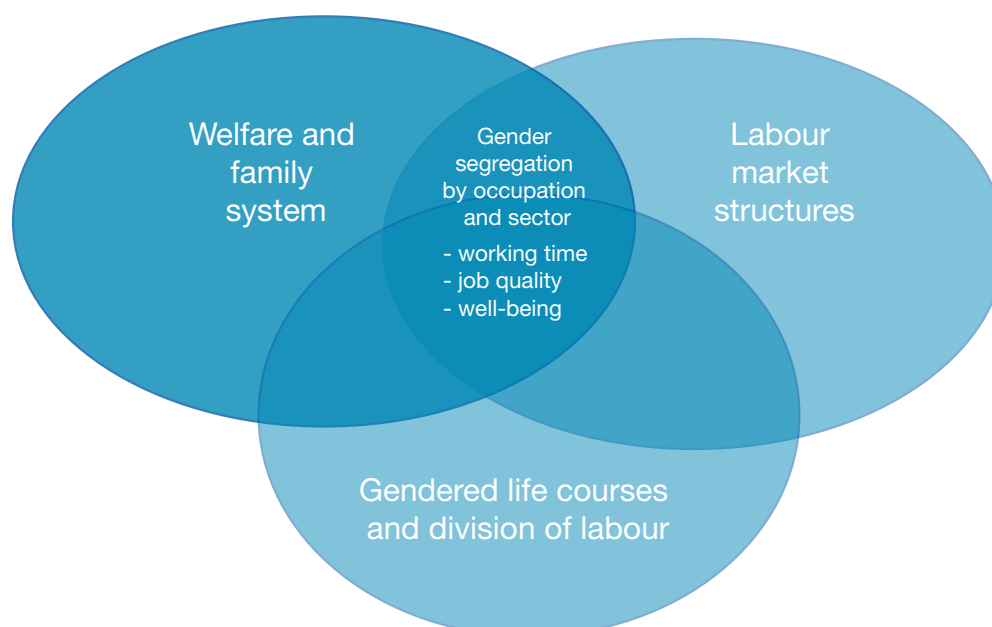 Welfare and
family
system
Gender
segregation
by occupation
and sector
- working time
- job quality
- well-being
Labour
market
structures
Gendered life courses
and division of labour